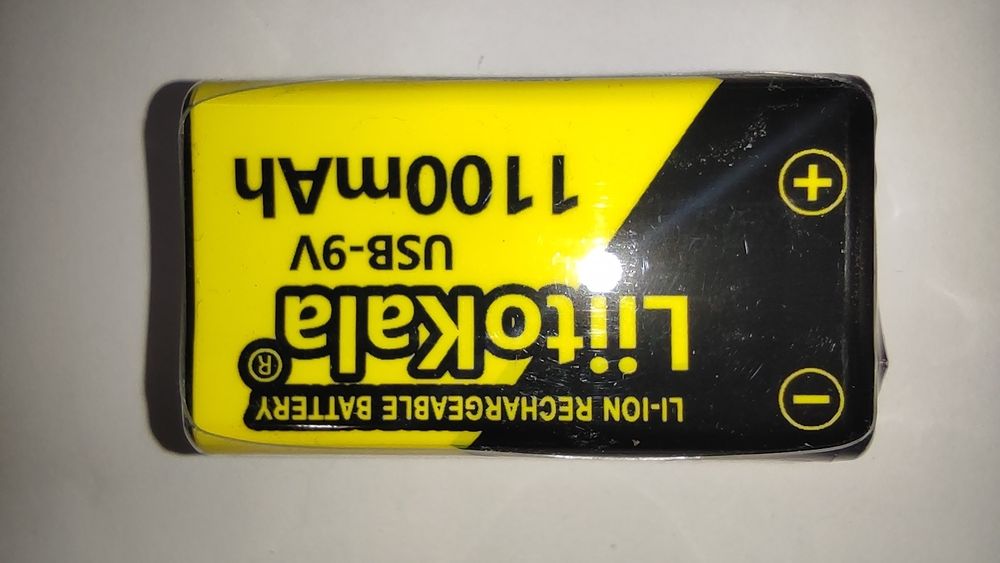 LI-ION RECHARGEABLE BATTERY
LiitoKala®
USB-9V
1100mAh
− +